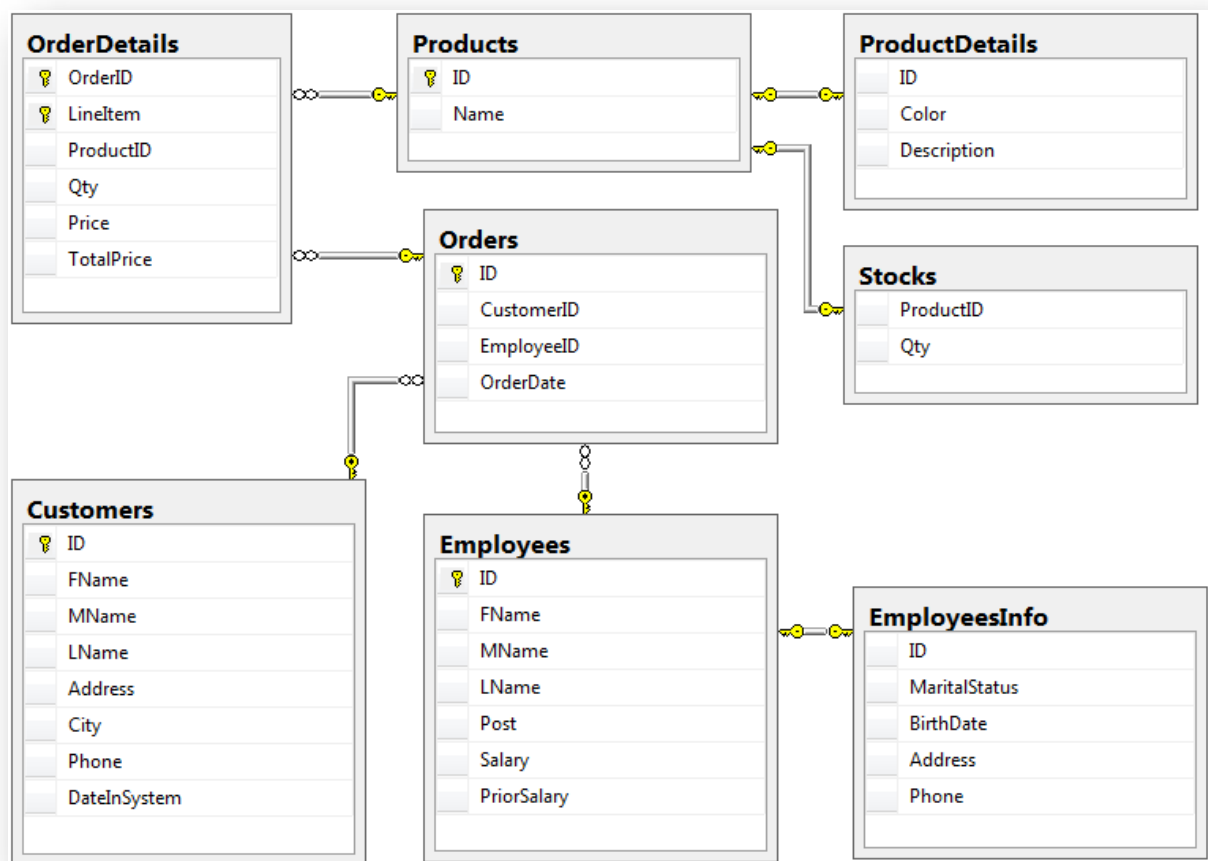 OrderDetails
OrderID
LineItem
ProductID
Qty
Price
TotalPrice
Products
ID
Name
ProductDetails
ID
Color
Description
Orders
ID
CustomerID
EmployeeID
OrderDate
Stocks
ProductID
Qty
Customers
ID
FName
MName
LName
Address
City
Phone
DateInSystem
Employees
ID
FName
MName
LName
Post
Salary
PriorSalary
EmployeesInfo
ID
MaritalStatus
BirthDate
Address
Phone